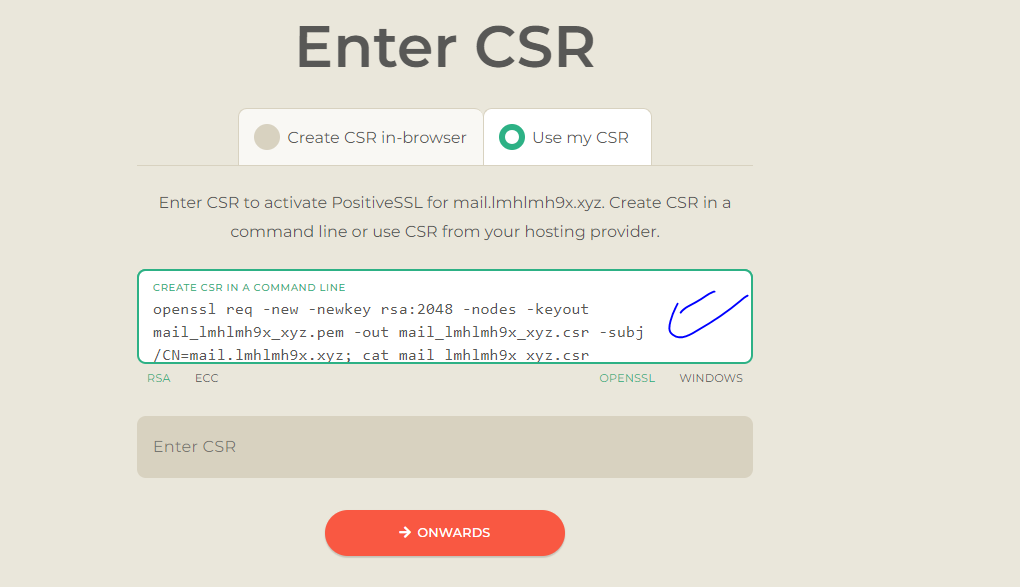 Enter CSR
Create CSR in-browser
Use my CSR
Enter CSR to activate PositiveSSL for mail.lmhlmh9x.xyz. Create CSR in a
command line or use CSR from your hosting provider.
CREATE CSR IN A COMMAND LINE
openssl req -new -newkey rsa:2048 -nodes -keyout
mail_lmhlmh9x_xyz.pem -out mail_lmhlmh9x_xyz.csr -subj
/CN=mail.lmhlmh9x.xyz; cat mail_lmhlmh9x_xyz.csr
RSA ECC
OPENSSL WINDOWS
Enter CSR
→ ONWARDS